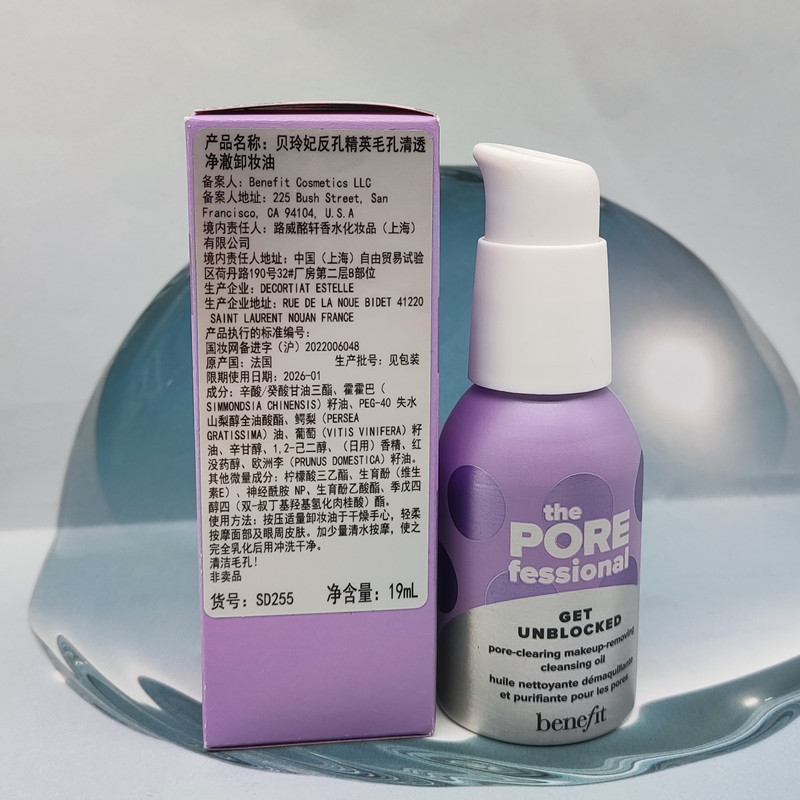 产品名称: 贝玲妃反孔精英毛孔清透
净澈卸妆油
备案人: Benefit Cosmetics LLC
备案人地址: 225 Bush Street, San
Francisco, CA 94104, U.S.A
境内责任人: 路威酩轩香水化妆品 (上海)
有限公司
境内责任人地址: 中国 (上海) 自由贸易试验
区荷丹路190号32#厂房第二层B部位
生产企业: DECORTIAT ESTELLE
生产企业地址: RUE DE LA NOUE BIDET 41220
SAINT LAURENT NOUAN FRANCE
产品执行的标准编号:
国妆网备进字 (沪) 2022006048
原产国: 法国 生产批号: 见包装
限期使用日期: 2026-01
成分: 辛酸/癸酸甘油三酯、霍霍巴 (
SIMMONDSIA CHINENSIS) 籽油、PEG-40 失水
山梨醇全油酸酯、鳄梨 (PERSEA
GRATISSIMA) 油、葡萄 (VITIS VINIFERA) 籽
油、辛甘醇、1,2-己二醇、(日用) 香精、红
没药醇、欧洲李 (PRUNUS DOMESTICA) 籽油。
其他微量成分: 柠檬酸三乙酯、生育酚 (维生
素E)、神经酰胺 NP、生育酚乙酸酯、季戊四
醇四 (双-叔丁基羟基氢化肉桂酸) 酯。
使用方法: 按压适量卸妆油于干燥手心, 轻柔
按摩面部及眼周皮肤。加少量清水按摩, 使之
完全乳化后用冲洗干净。
清洁毛孔!
非卖品
货号: SD255 净含量: 19mL
the
PORE
fessional
GET
UNBLOCKED
pore-clearing makeup-removing
cleansing oil
huile nettoyante démaquillante
et purifiante pour les pores
benefit